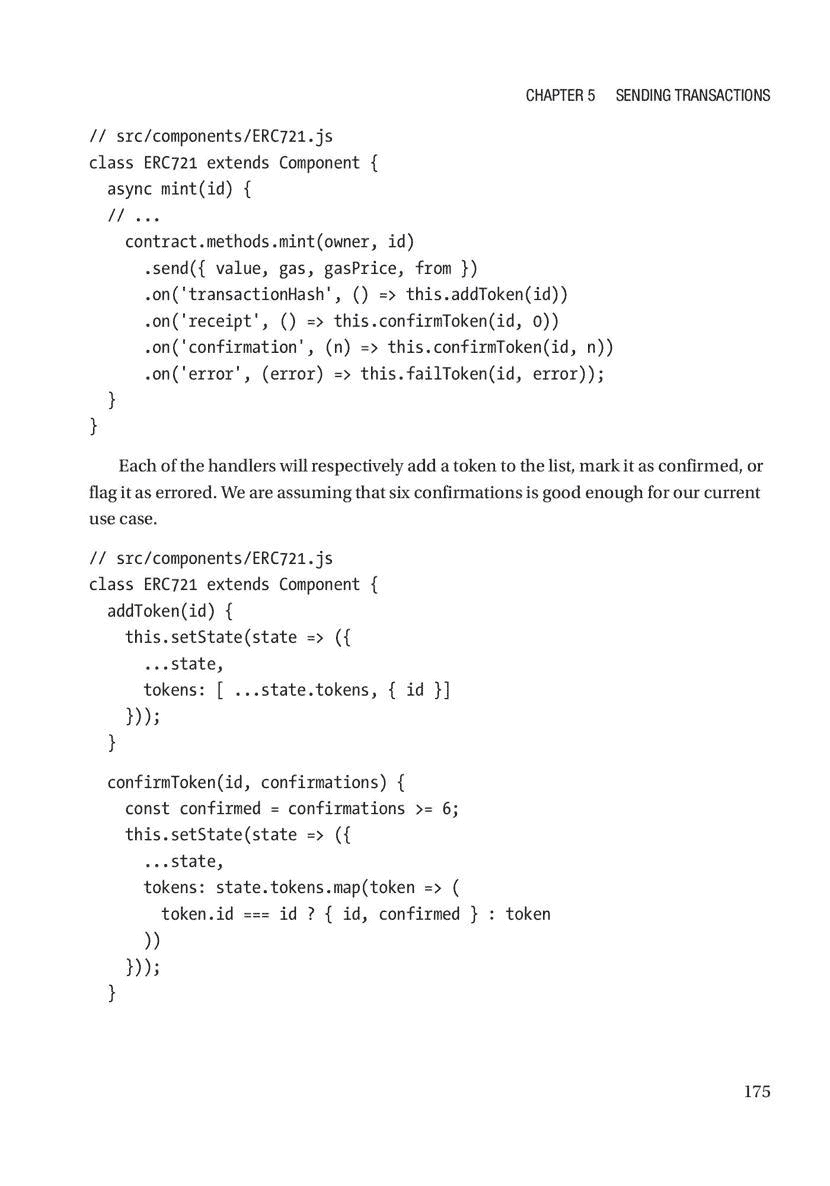 CHAPTER 5 SENDING TRANSACTIONS
// src/components/ERC721.js
class ERC721 extends Component {
  async mint(id) {
  // ...
    contract.methods.mint(owner, id)
      .send({ value, gas, gasPrice, from })
      .on('transactionHash', () => this.addToken(id))
      .on('receipt', () => this.confirmToken(id, 0))
      .on('confirmation', (n) => this.confirmToken(id, n))
      .on('error', (error) => this.failToken(id, error));
  }
}
Each of the handlers will respectively add a token to the list, mark it as confirmed, or
flag it as errored. We are assuming that six confirmations is good enough for our current
use case.
// src/components/ERC721.js
class ERC721 extends Component {
  addToken(id) {
    this.setState(state => ({
      ...state,
      tokens: [ ...state.tokens, { id }]
    }));
  }
  confirmToken(id, confirmations) {
    const confirmed = confirmations >= 6;
    this.setState(state => ({
      ...state,
      tokens: state.tokens.map(token => (
        token.id === id ? { id, confirmed } : token
      ))
    }));
  }
175